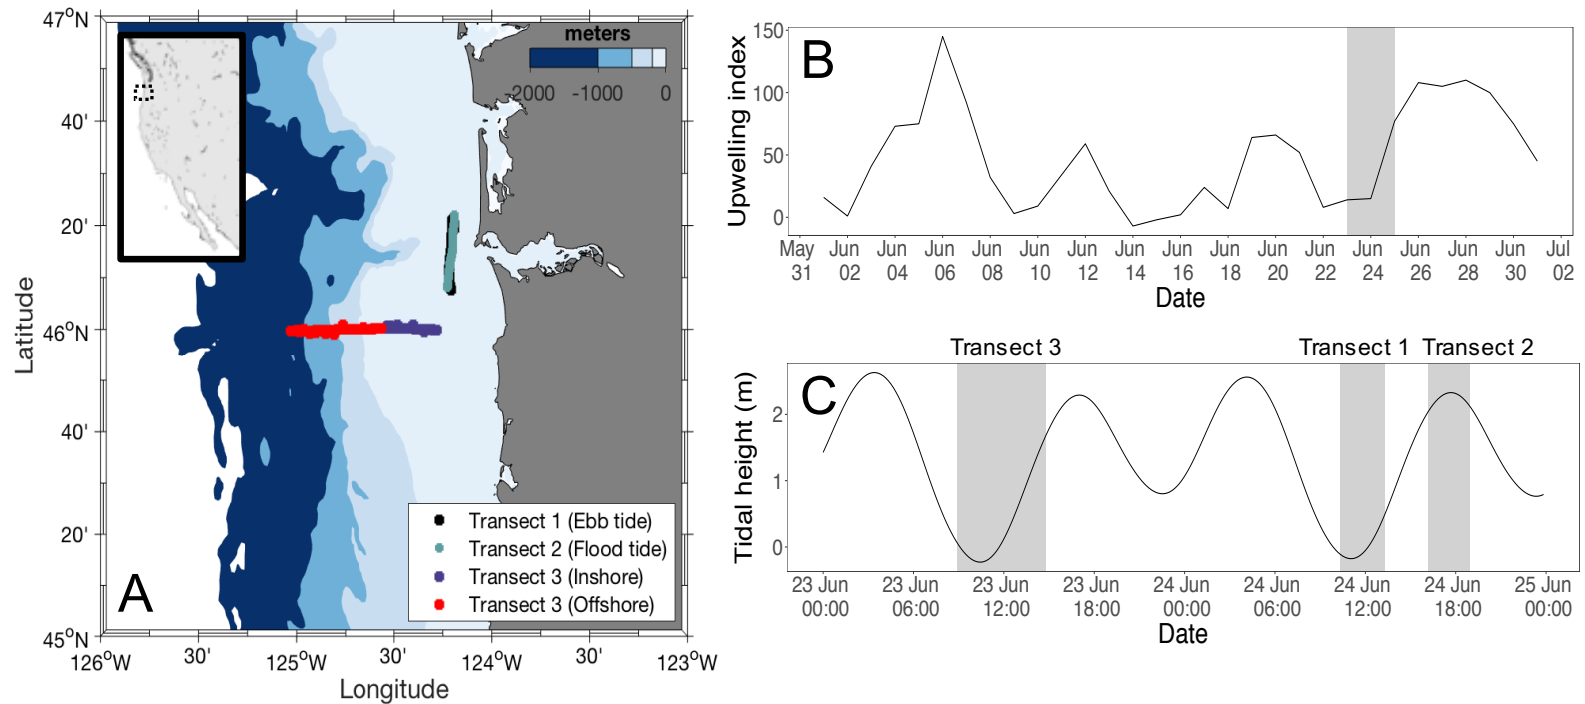 47°N
40'
20'
46°N
40'
20'
45°N
Latitude
126°W 30' 125°W 30' 124°W 30' 123°W
Longitude
meters
-2000 -1000 0
A
Transect 1 (Ebb tide)
Transect 2 (Flood tide)
Transect 3 (Inshore)
Transect 3 (Offshore)
B
Upwelling index
150
100
50
0
May Jun Jun Jun Jun Jun Jun Jun Jun Jun Jun Jun Jun Jun Jun Jun Jul
31 02 04 06 08 10 12 14 16 18 20 22 24 26 28 30 02
Date
Transect 3 Transect 1 Transect 2
C
Tidal height (m)
2
1
0
23 Jun 23 Jun 23 Jun 23 Jun 24 Jun 24 Jun 24 Jun 24 Jun 25 Jun
00:00 06:00 12:00 18:00 00:00 06:00 12:00 18:00 00:00
Date